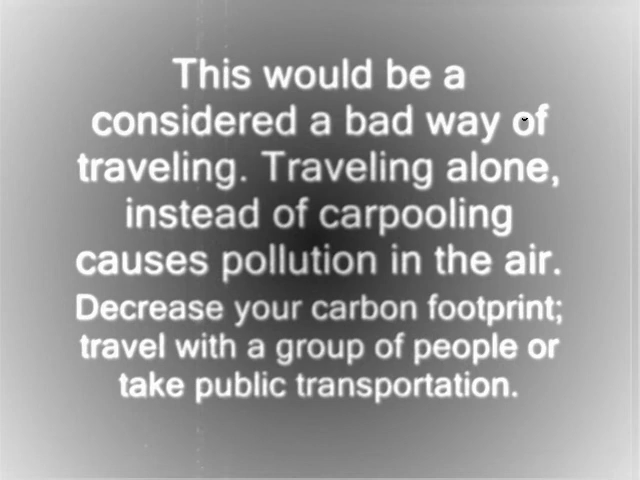 This would be a
considered a bad way of
traveling. Traveling alone,
instead of carpooling
causes pollution in the air.
Decrease your carbon footprint;
travel with a group of people or
take public transportation.